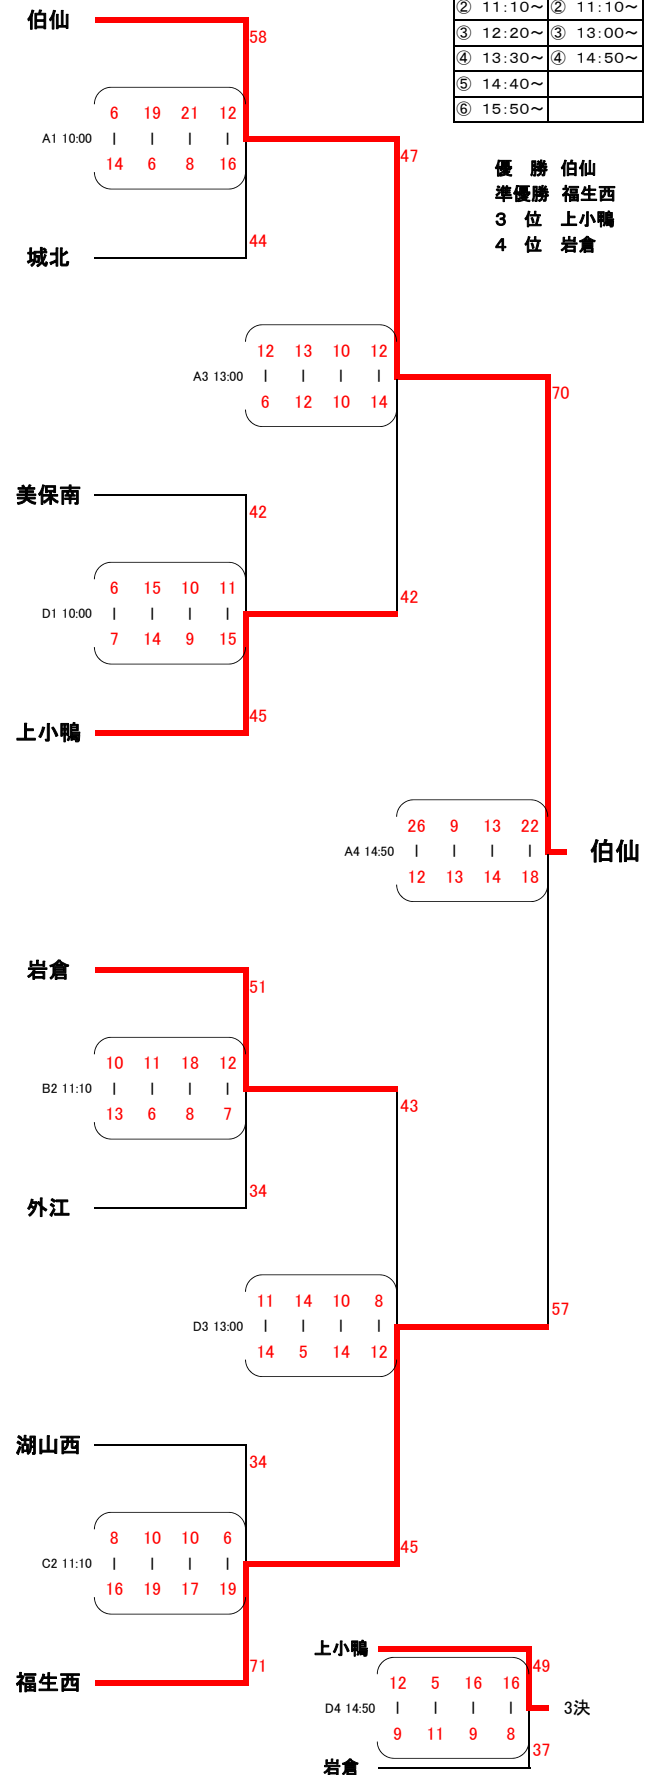 ② 11:10～ ② 11:10～
伯仙
58
③ 12:20～ ③ 13:00～
④ 13:30～ ④ 14:50～
⑤ 14:40～
⑥ 15:50～
6 19 21 12
A1 10:00 | | | |
14 6 8 16
47
優 勝 伯仙
準優勝 福生西
3 位 上小鴨
4 位 岩倉
44
城北
12 13 10 12
A3 13:00 | | | |
6 12 10 14
70
美保南
42
6 15 10 11
D1 10:00 | | | |
7 14 9 15
42
45
上小鴨
26 9 13 22
A4 14:50 | | | |
12 13 14 18
伯仙
岩倉
51
10 11 18 12
B2 11:10 | | | |
13 6 8 7
43
34
外江
11 14 10 8
D3 13:00 | | | |
14 5 14 12
57
湖山西
34
8 10 10 6
C2 11:10 | | | |
16 19 17 19
45
71
福生西
上小鴨
49
12 5 16 16
D4 14:50 | | | |
9 11 9 8
3決
37
岩倉